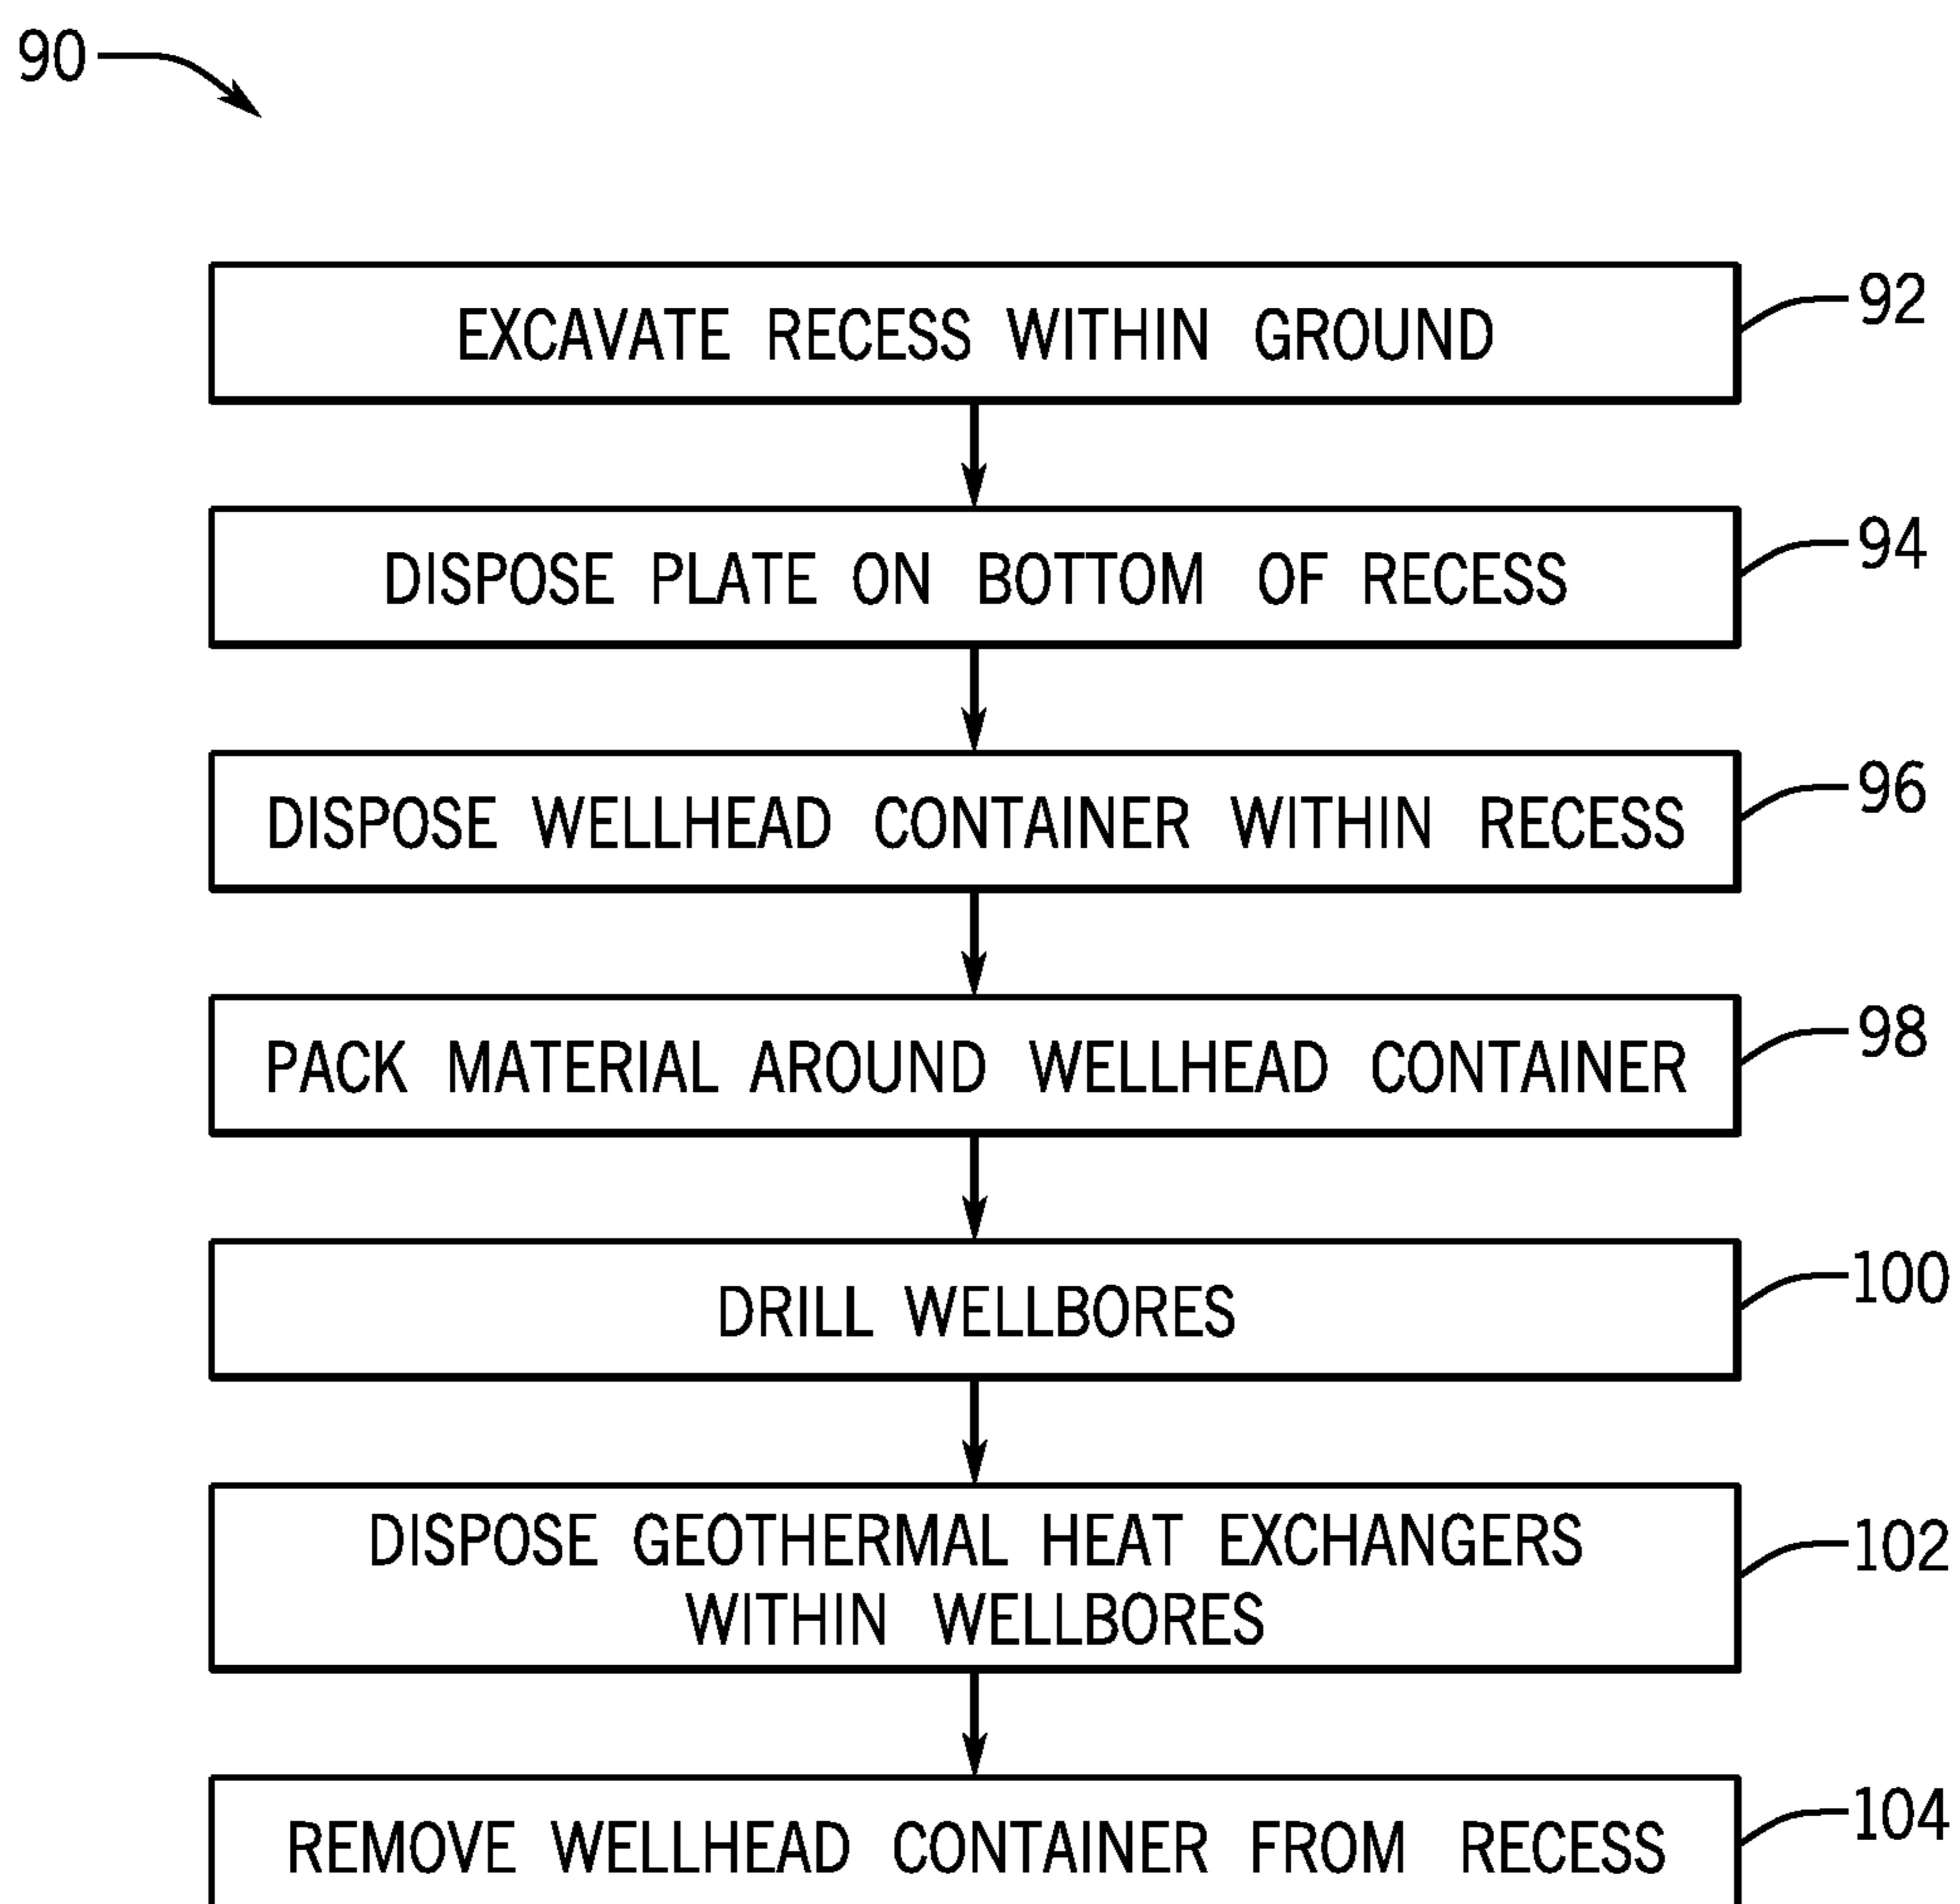 90
EXCAVATE RECESS WITHIN GROUND
92
DISPOSE PLATE ON BOTTOM OF RECESS
94
DISPOSE WELLHEAD CONTAINER WITHIN RECESS
96
PACK MATERIAL AROUND WELLHEAD CONTAINER
98
DRILL WELLBORES
100
DISPOSE GEOTHERMAL HEAT EXCHANGERS
WITHIN WELLBORES
102
REMOVE WELLHEAD CONTAINER FROM RECESS
104